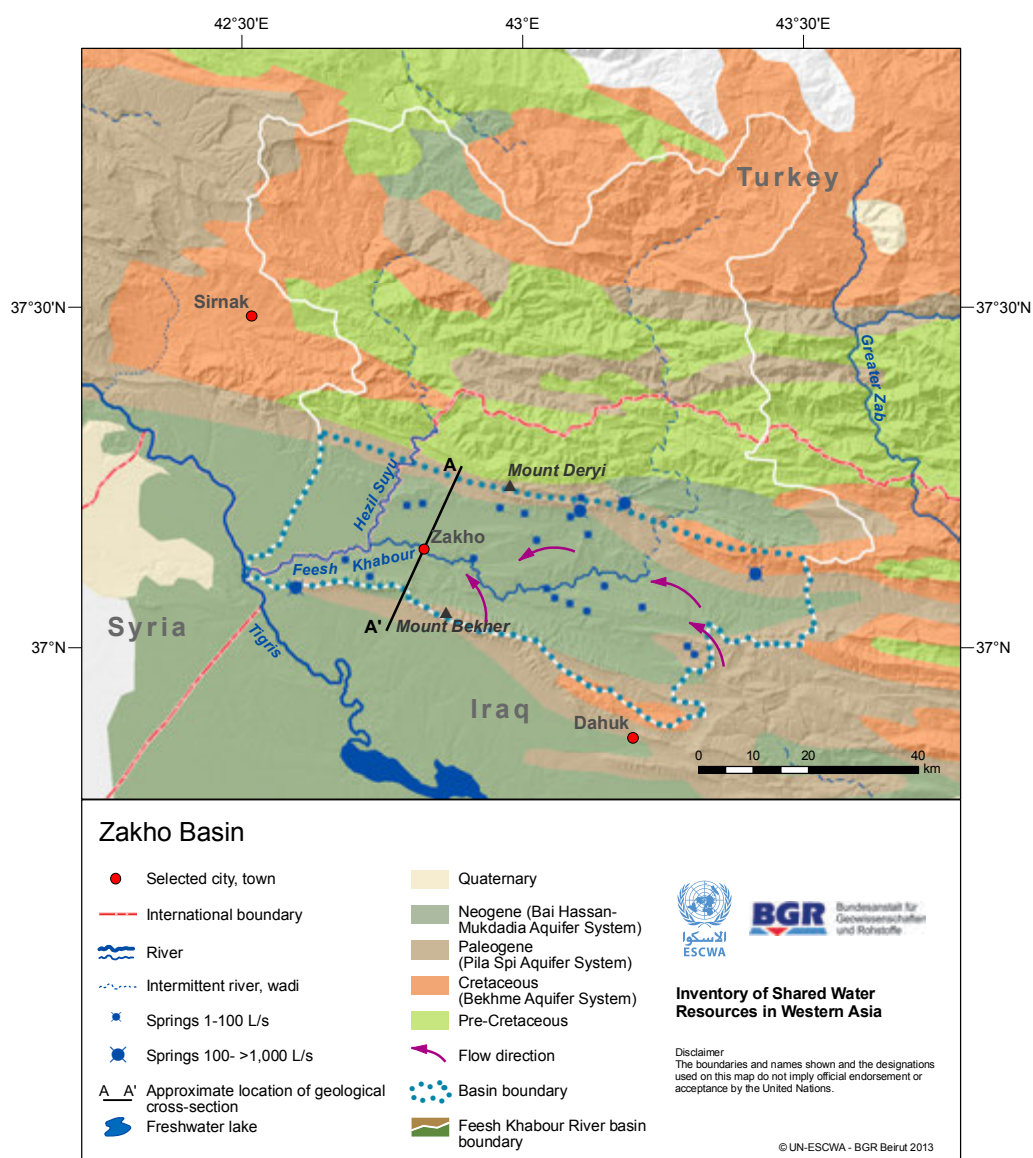 42°30'E
43°E
43°30'E
Turkey
37°30'N
Sirnak
37°30'N
Greater Zab
Hezil Suyu
A
Mount Deryi
Zakho
Feesh Khabour
A'
Mount Bekher
Syria
37°N
37°N
Tigris
Iraq
Dahuk
0 10 20 40
km
Zakho Basin
Selected city, town
International boundary
River
Intermittent river, wadi
Springs 1-100 L/s
Springs 100- >1,000 L/s
A A' Approximate location of geological
cross-section
Freshwater lake
Quaternary
Neogene (Bai Hassan-
Mukdadia Aquifer System)
Paleogene
(Pila Spi Aquifer System)
Cretaceous
(Bekhme Aquifer System)
Pre-Cretaceous
Flow direction
Basin boundary
Feesh Khabour River basin
boundary
الاسكوا
ESCWA
BGR
Bundesanstalt für
Geowissenschaften
und Rohstoffe
Inventory of Shared Water
Resources in Western Asia
Disclaimer
The boundaries and names shown and the designations
used on this map do not imply official endorsement or
acceptance by the United Nations.
© UN-ESCWA - BGR Beirut 2013